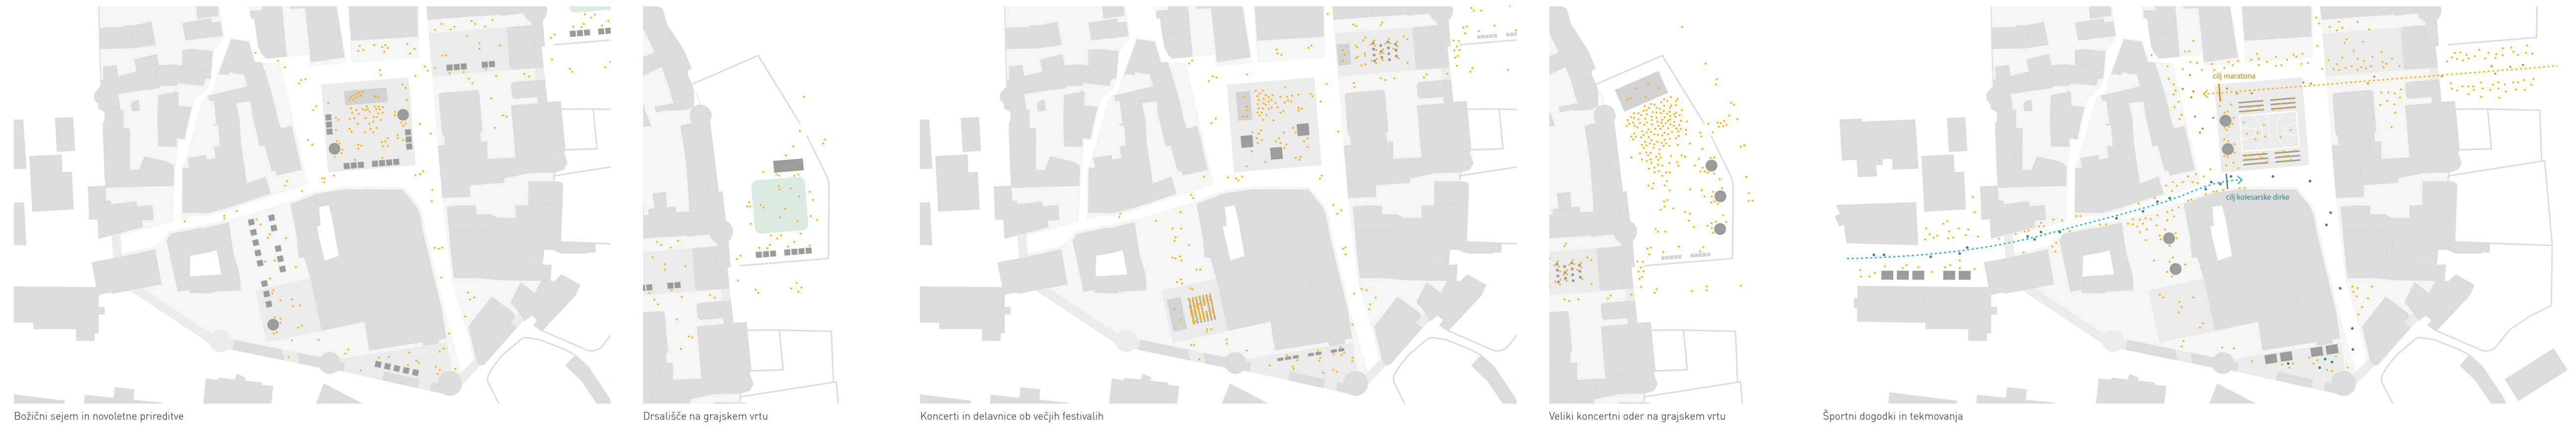 cilj maratona
cilj kolesarske dirke
Božični sejem in novoletne prireditve
Drsališče na grajskem vrtu
Koncerti in delavnice ob večjih festivalih
Veliki koncertni oder na grajskem vrtu
Športni dogodki in tekmovanja